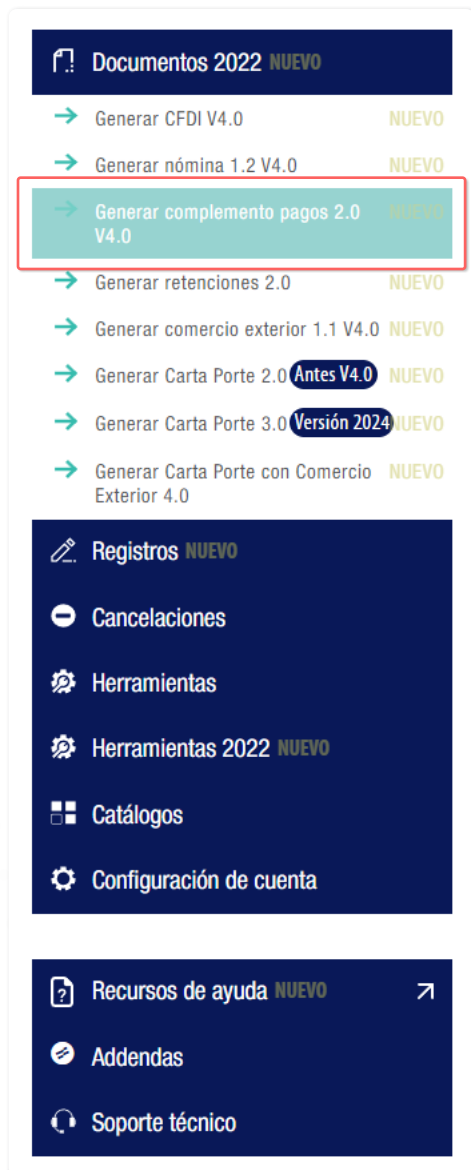 Documentos 2022 NUEVO
Generar CFDI V4.0 NUEVO
Generar nómina 1.2 V4.0 NUEVO
Generar complemento pagos 2.0 NUEVO
V4.0
Generar retenciones 2.0 NUEVO
Generar comercio exterior 1.1 V4.0 NUEVO
Generar Carta Porte 2.0 Antes V4.0 NUEVO
Generar Carta Porte 3.0 Versión 2024 NUEVO
Generar Carta Porte con Comercio NUEVO
Exterior 4.0
Registros NUEVO
Cancelaciones
Herramientas
Herramientas 2022 NUEVO
Catálogos
Configuración de cuenta
Recursos de ayuda NUEVO
Addendas
Soporte técnico